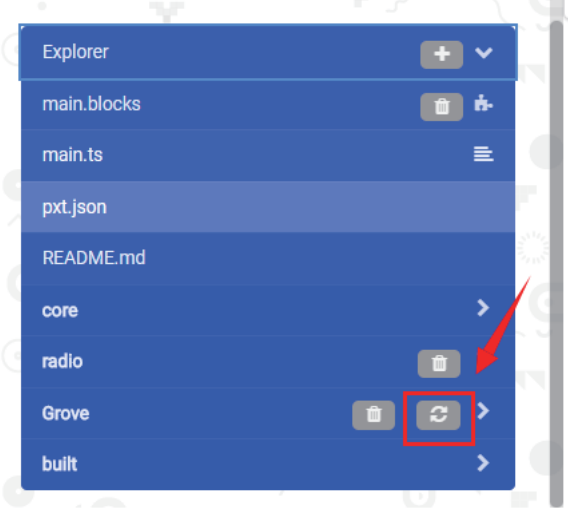 Explorer
main.blocks
main.ts
pxt.json
README.md
core
radio
Grove
built